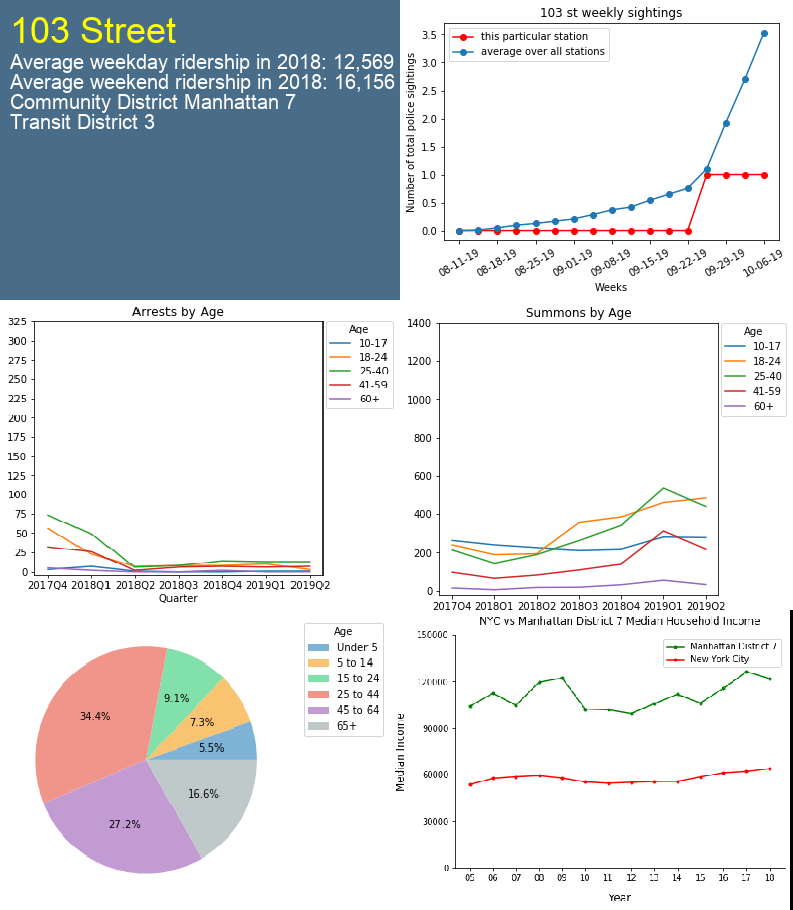 103 Street
Average weekday ridership in 2018: 12,569
Average weekend ridership in 2018: 16,156
Community District Manhattan 7
Transit District 3
103 st weekly sightings
this particular station
average over all stations
Number of total police sightings
3.5
3.0
2.5
2.0
1.5
1.0
0.5
0.0
08-11-19 08-18-19 08-25-19 09-01-19 09-08-19 09-15-19 09-22-19 09-29-19 10-06-19
Weeks
Arrests by Age
325
300
275
250
225
200
175
150
125
100
75
50
25
0
2017Q4 2018Q1 2018Q2 2018Q3 2018Q4 2019Q1 2019Q2
Quarter
Age
10-17
18-24
25-40
41-59
60+
Summons by Age
1400
1200
1000
800
600
400
200
0
2017Q4 2018Q1 2018Q2 2018Q3 2018Q4 2019Q1 2019Q2
Age
10-17
18-24
25-40
41-59
60+
Age
Under 5
5 to 14
15 to 24
25 to 44
45 to 64
65+
9.1%
7.3%
34.4%
5.5%
16.6%
27.2%
NYC vs Manhattan District 7 Median Household Income
Manhattan District 7
New York City
Median Income
150000
120000
90000
60000
30000
0
05 06 07 08 09 10 11 12 13 14 15 16 17 18
Year